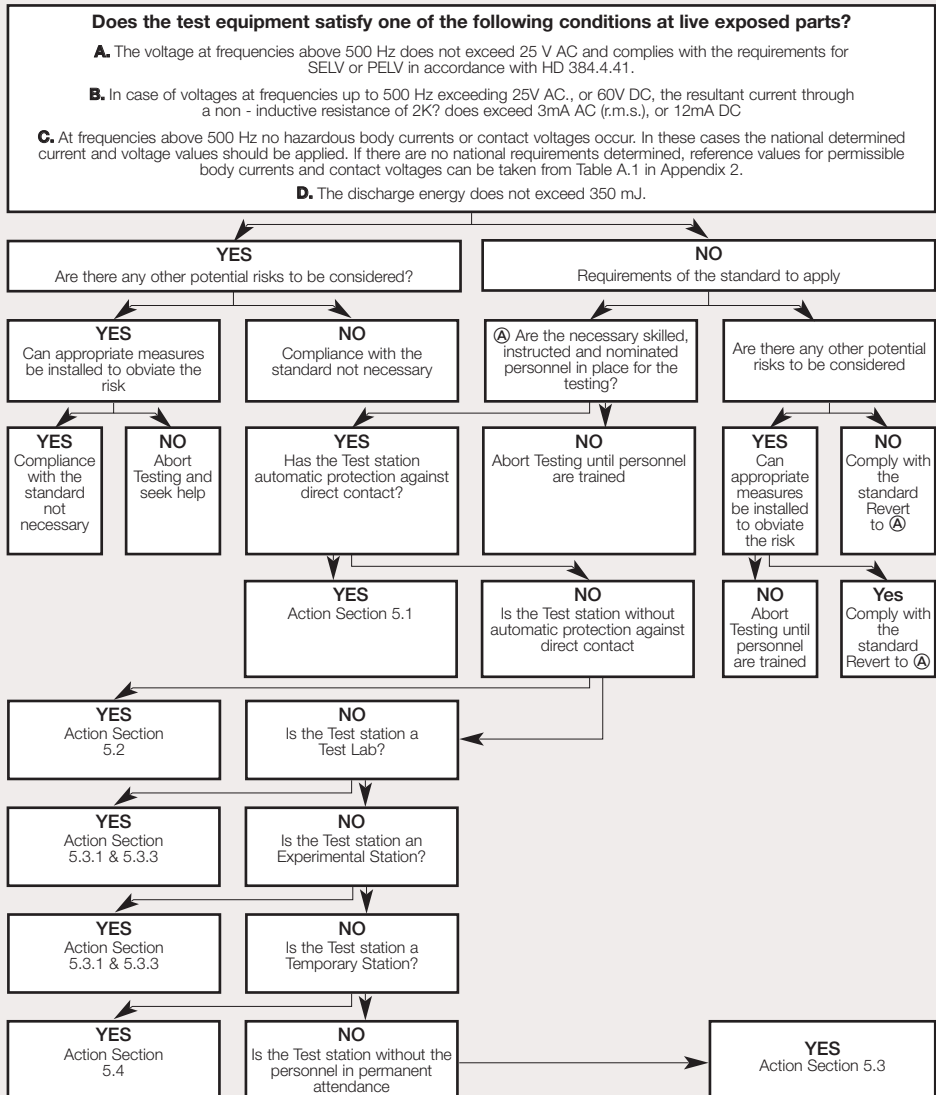 Does the test equipment satisfy one of the following conditions at live exposed parts?
A. The voltage at frequencies above 500 Hz does not exceed 25 V AC and complies with the requirements for
SELV or PELV in accordance with HD 384.4.41.
B. In case of voltages at frequencies up to 500 Hz exceeding 25V AC., or 60V DC, the resultant current through
a non - inductive resistance of 2K? does exceed 3mA AC (r.m.s.), or 12mA DC
C. At frequencies above 500 Hz no hazardous body currents or contact voltages occur. In these cases the national determined
current and voltage values should be applied. If there are no national requirements determined, reference values for permissible
body currents and contact voltages can be taken from Table A.1 in Appendix 2.
D. The discharge energy does not exceed 350 mJ.
YES
Are there any other potential risks to be considered?
NO
Requirements of the standard to apply
YES
Can appropriate measures
be installed to obviate the
risk
NO
Compliance with the
standard not necessary
Ⓐ Are the necessary skilled,
instructed and nominated
personnel in place for the
testing?
Are there any other potential
risks to be considered
YES
Compliance
with the
standard
not
necessary
NO
Abort
Testing and
seek help
YES
Has the Test station
automatic protection against
direct contact?
NO
Abort Testing until personnel
are trained
YES
Can
appropriate
measures
be installed
to obviate
the risk
NO
Comply with
the
standard
Revert
to Ⓐ
YES
Action Section 5.1
NO
Is the Test station without
automatic protection against
direct contact
NO
Abort
Testing until
personnel
are trained
Yes
Comply with
the
standard
Revert to Ⓐ
YES
Action Section
5.2
NO
Is the Test station a
Test Lab?
YES
Action Section
5.3.1 & 5.3.3
NO
Is the Test station an
Experimental Station?
YES
Action Section
5.3.1 & 5.3.3
NO
Is the Test station a
Temporary Station?
YES
Action Section
5.4
NO
Is the Test station without the
personnel in permanent
attendance
YES
Action Section 5.3